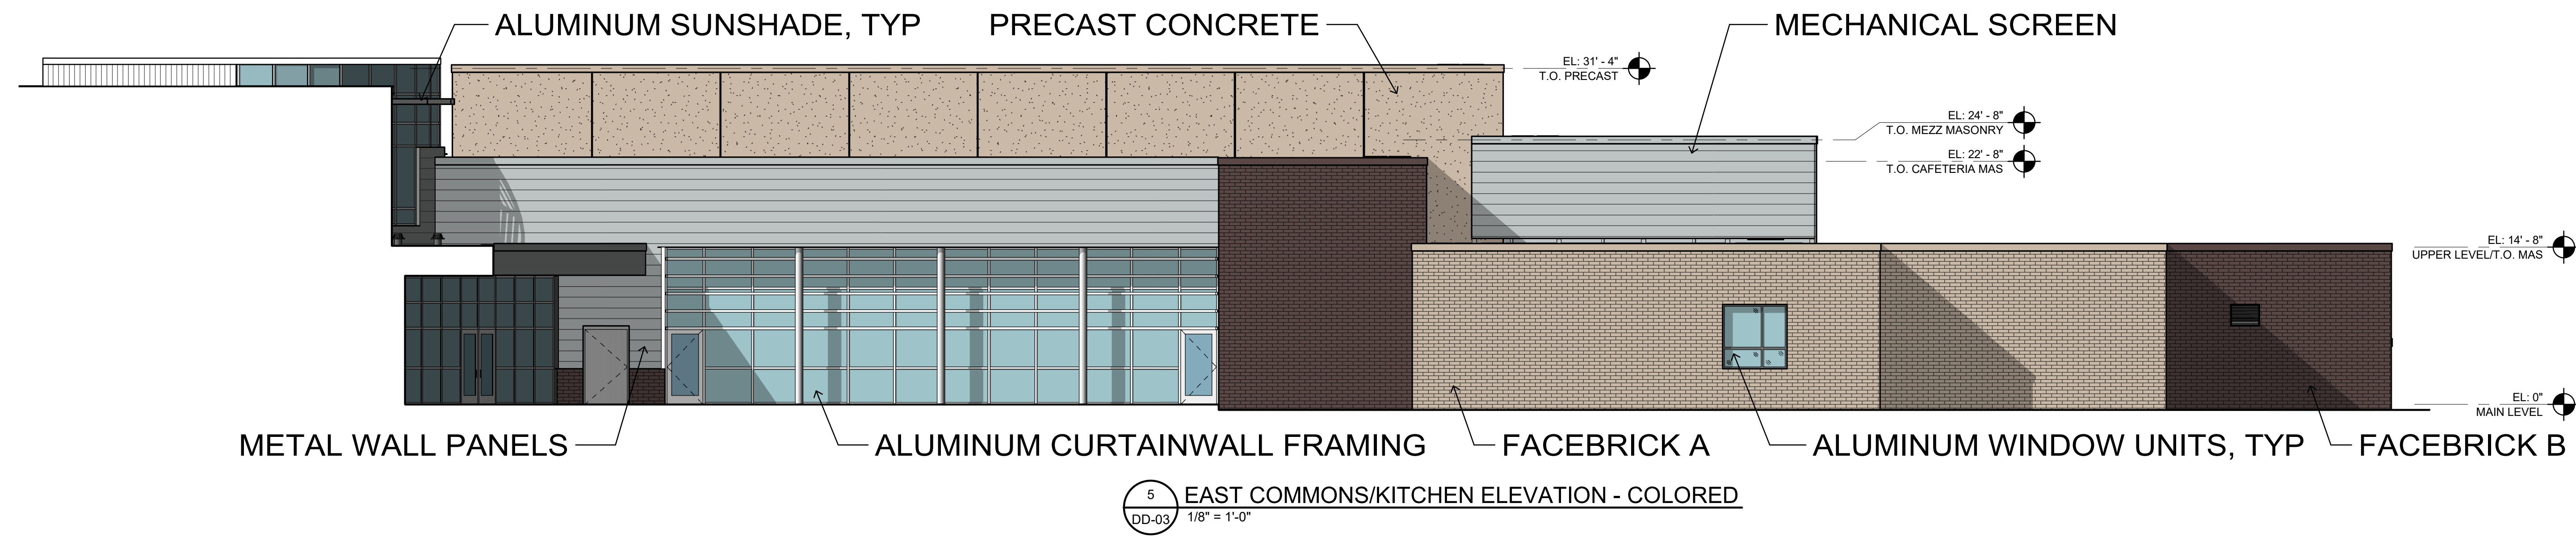 ALUMINUM SUNSHADE, TYP
PRECAST CONCRETE
MECHANICAL SCREEN
EL: 31' - 4"
T.O. PRECAST
EL: 24' - 8"
T.O. MEZZ MASONRY
EL: 22' - 8"
T.O. CAFETERIA MAS
EL: 14' - 8"
UPPER LEVEL/T.O. MAS
EL: 0"
MAIN LEVEL
METAL WALL PANELS
ALUMINUM CURTAINWALL FRAMING
FACEBRICK A
ALUMINUM WINDOW UNITS, TYP
FACEBRICK B
5
DD-03
EAST COMMONS/KITCHEN ELEVATION - COLORED
1/8" = 1'-0"